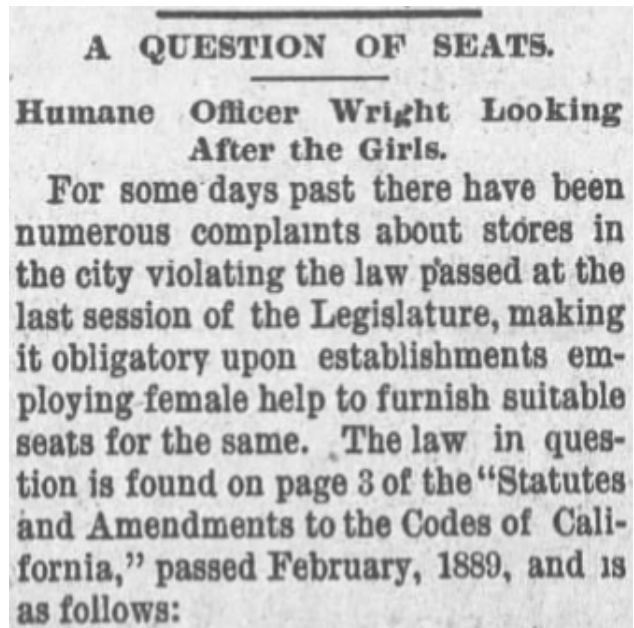 A QUESTION OF SEATS.
Humane Officer Wright Looking
After the Girls.
For some days past there have been
numerous complaints about stores in
the city violating the law passed at the
last session of the Legislature, making
it obligatory upon establishments em-
ploying female help to furnish suitable
seats for the same. The law in ques-
tion is found on page 3 of the "Statutes
and Amendments to the Codes of Cali-
fornia," passed February, 1889, and is
as follows: